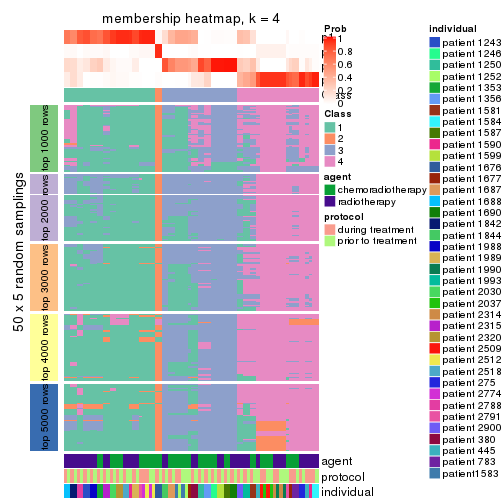 membership heatmap, k = 4
Prob
1
0.8
0.6
0.4
0.2
0
Class
1
2
3
4
agent
chemoradiotherapy
radiotherapy
protocol
during treatment
prior to treatment
individual
patient 1243
patient 1246
patient 1250
patient 1252
patient 1353
patient 1356
patient 1581
patient 1584
patient 1587
patient 1590
patient 1599
patient 1676
patient 1677
patient 1687
patient 1688
patient 1690
patient 1842
patient 1844
patient 1988
patient 1989
patient 1990
patient 1993
patient 2030
patient 2037
patient 2314
patient 2315
patient 2320
patient 2509
patient 2512
patient 2518
patient 275
patient 2774
patient 2788
patient 2791
patient 2900
patient 380
patient 445
patient 783
patient1583
50 x 5 random samplings
top 1000 rows
top 2000 rows
top 3000 rows
top 4000 rows
top 5000 rows
agent
protocol
individual